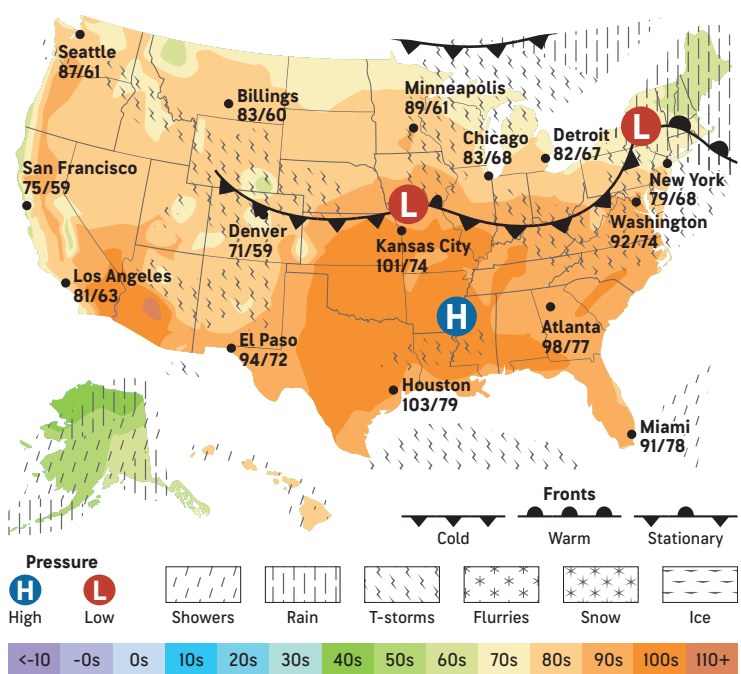 Seattle
87/61
Billings
83/60
Minneapolis
89/61
Chicago
83/68
Detroit
82/67
L
San Francisco
75/59
New York
79/68
Denver
71/59
L
Kansas City
101/74
Washington
92/74
Los Angeles
81/63
H
Atlanta
98/77
El Paso
94/72
Houston
103/79
Miami
91/78
Fronts
Cold Warm Stationary
Pressure
H L
High Low Showers Rain T-storms Flurries Snow Ice
<-10 -0s 0s 10s 20s 30s 40s 50s 60s 70s 80s 90s 100s 110+